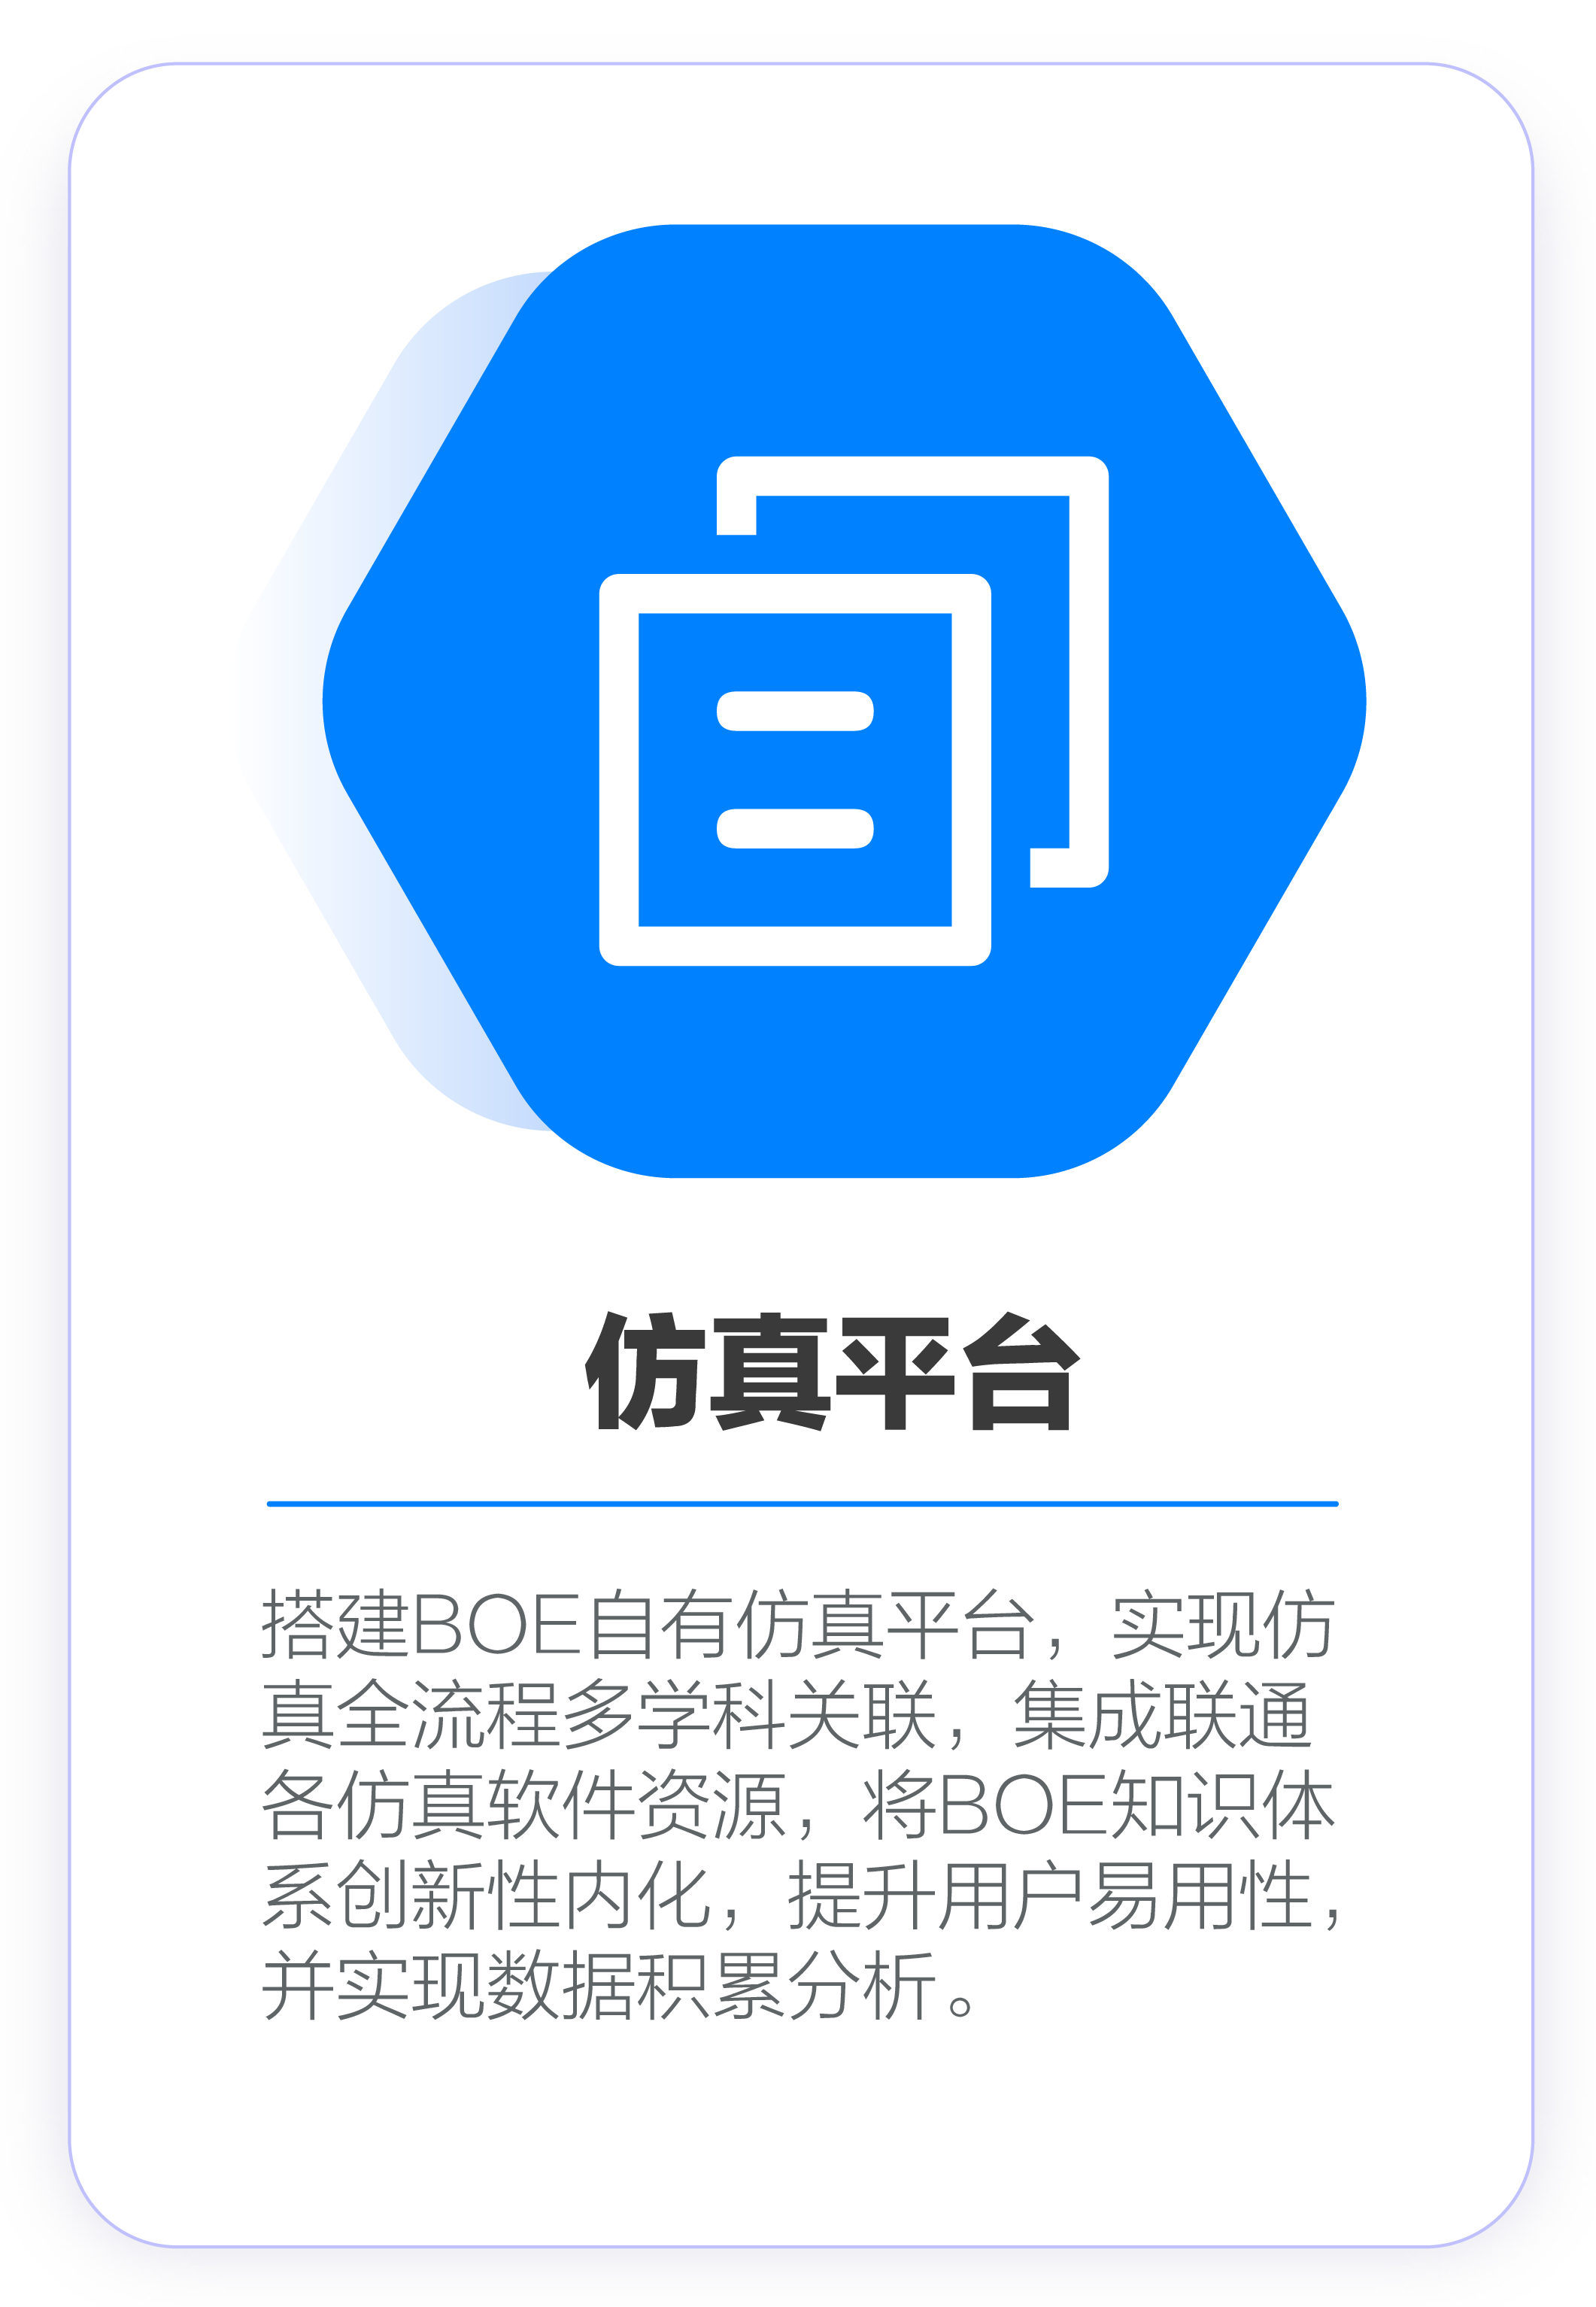 仿真平台
搭建BOE自有仿真平台，实现仿
真全流程多学科关联，集成联通
各仿真软件资源，将BOE知识体
系创新性内化，提升用户易用性，
并实现数据积累分析。